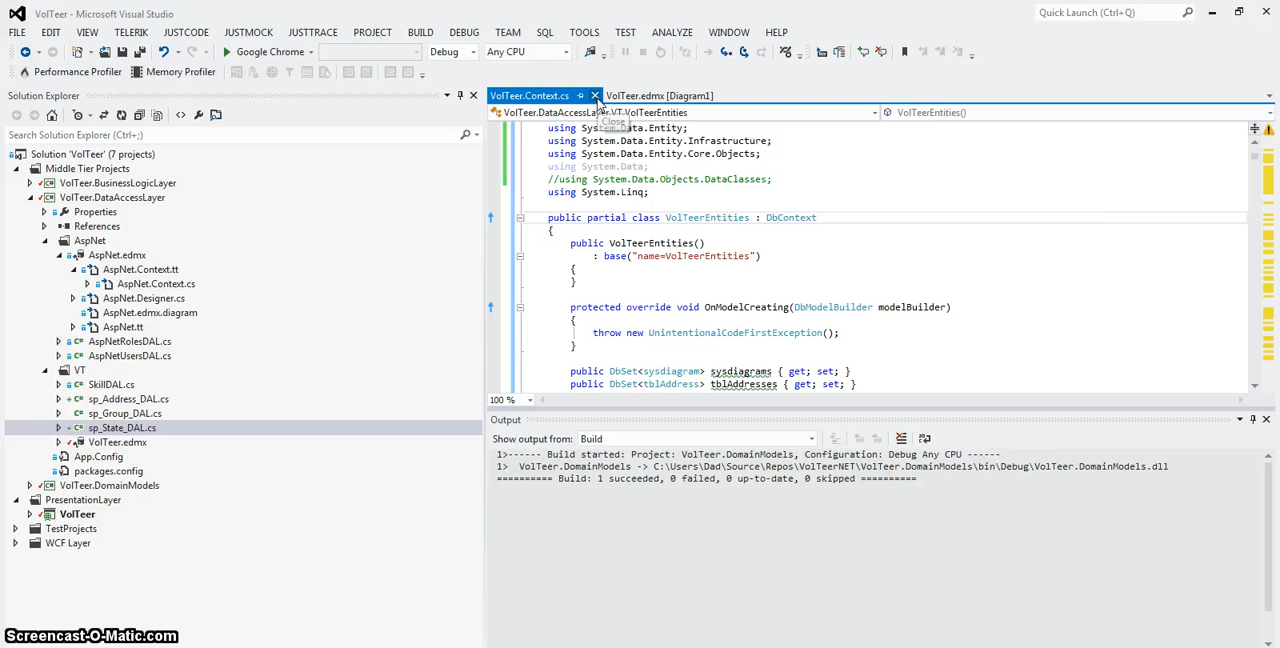 VolTeer - Microsoft Visual Studio
Quick Launch (Ctrl+Q)
FILE EDIT VIEW TELERIK JUSTCODE JUSTMOCK JUSTTRACE PROJECT BUILD DEBUG TEAM SQL TOOLS TEST ANALYZE WINDOW HELP
Google Chrome Debug Any CPU
Performance Profiler Memory Profiler
Solution Explorer
Search Solution Explorer (Ctrl+;)
Solution 'VolTeer' (7 projects)
Middle Tier Projects
VolTeer.BusinessLogicLayer
VolTeer.DataAccessLayer
Properties
References
AspNet
AspNet.edmx
AspNet.Context.tt
AspNet.Context.cs
AspNet.Designer.cs
AspNet.edmx.diagram
AspNet.tt
AspNetRolesDAL.cs
AspNetUsersDAL.cs
VT
SkillDAL.cs
sp_Address_DAL.cs
sp_Group_DAL.cs
sp_State_DAL.cs
VolTeer.edmx
App.Config
packages.config
VolTeer.DomainModels
PresentationLayer
VolTeer
TestProjects
WCF Layer
VolTeer.Context.cs VolTeer.edmx [Diagram1]
VolTeer.DataAccessLayer.VT.VolTeerEntities VolTeerEntities()
Close
using System.Data.Entity;
using System.Data.Entity.Infrastructure;
using System.Data.Entity.Core.Objects;
using System.Data;
//using System.Data.Objects.DataClasses;
using System.Linq;
public partial class VolTeerEntities : DbContext
{
public VolTeerEntities()
: base("name=VolTeerEntities")
{
}
protected override void OnModelCreating(DbModelBuilder modelBuilder)
{
throw new UnintentionalCodeFirstException();
}
public DbSet<sysdiagram> sysdiagrams { get; set; }
public DbSet<tblAddress> tblAddresses { get; set; }
100 %
Output
Show output from: Build
1>------ Build started: Project: VolTeer.DomainModels, Configuration: Debug Any CPU ------
1> VolTeer.DomainModels -> C:\Users\Dad\Source\Repos\VolTeerNET\VolTeer.DomainModels\bin\Debug\VolTeer.DomainModels.dll
========== Build: 1 succeeded, 0 failed, 0 up-to-date, 0 skipped ==========
Screencast-O-Matic.com